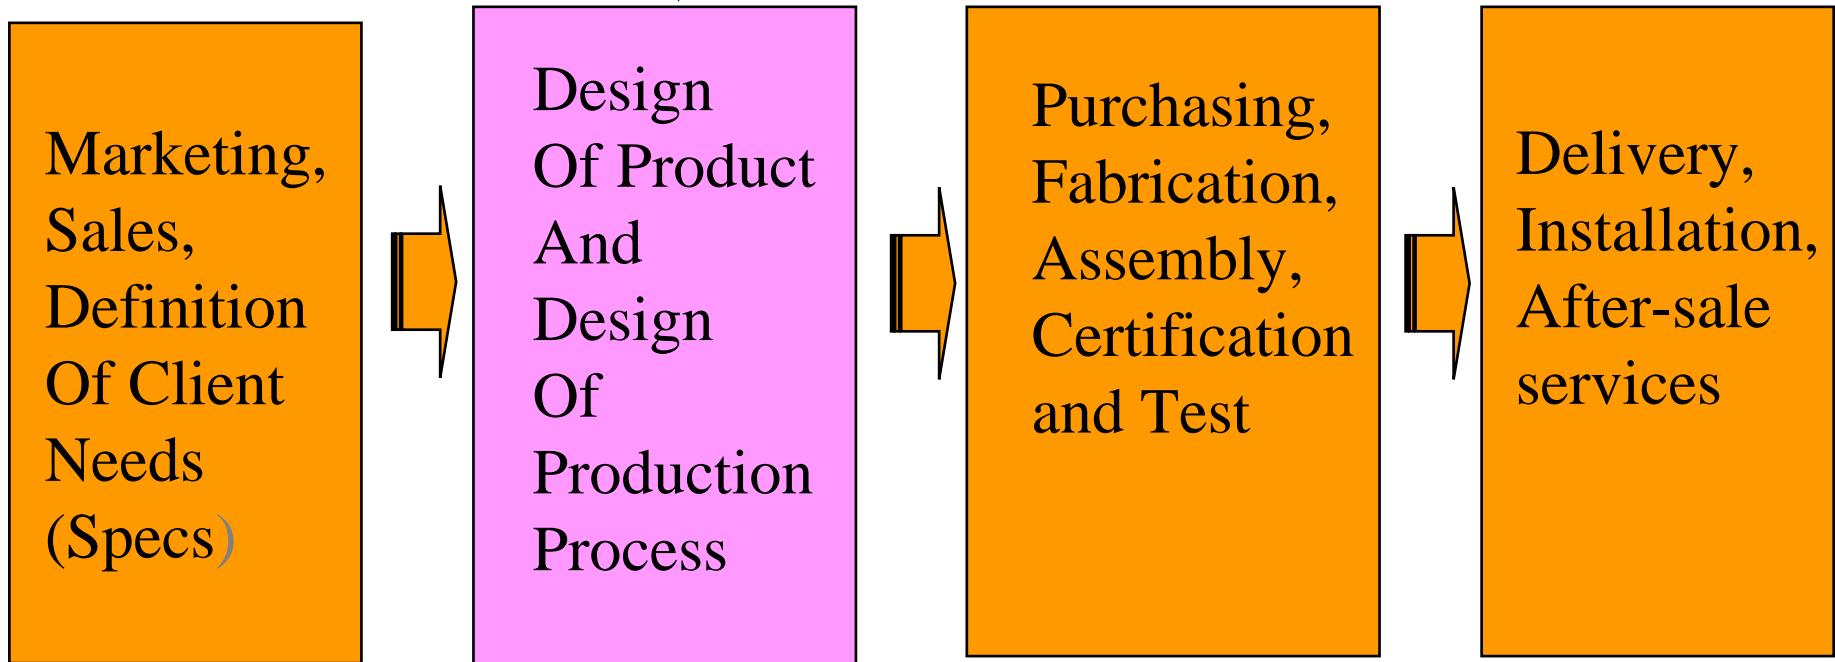 Marketing,
Sales,
Definition
Of Client
Needs
(Specs)
Design
Of Product
And
Design
Of
Production
Process
Purchasing,
Fabrication,
Assembly,
Certification
and Test
Delivery,
Installation,
After-sale
services